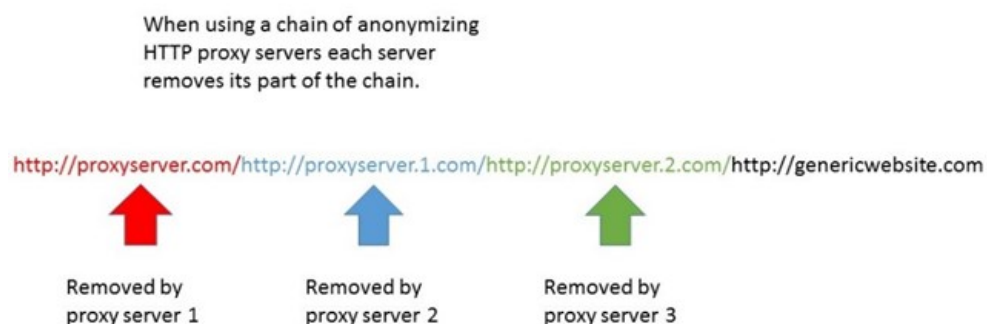 When using a chain of anonymizing
HTTP proxy servers each server
removes its part of the chain.
http://proxyserver.com/http://proxyserver.1.com/http://proxyserver.2.com/http://genericwebsite.com
Removed by
proxy server 1
Removed by
proxy server 2
Removed by
proxy server 3